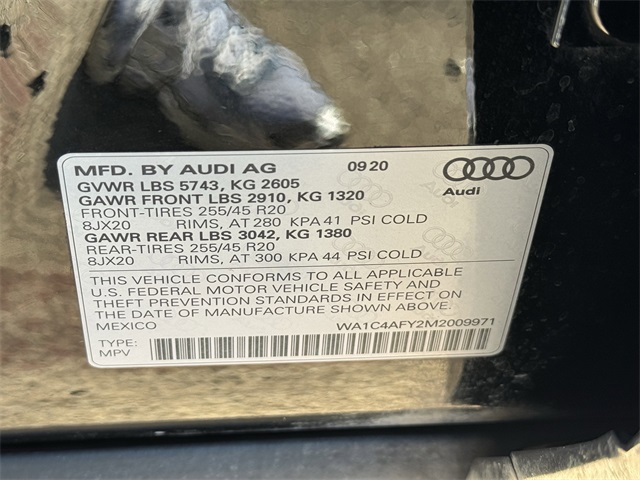 MFD. BY AUDI AG 09 20
Audi
GVWR LBS 5743, KG 2605
GAWR FRONT LBS 2910, KG 1320
FRONT-TIRES 255/45 R20
8JX20 RIMS, AT 280 KPA 41 PSI COLD
GAWR REAR LBS 3042, KG 1380
REAR-TIRES 255/45 R20
8JX20 RIMS, AT 300 KPA 44 PSI COLD
THIS VEHICLE CONFORMS TO ALL APPLICABLE
U.S. FEDERAL MOTOR VEHICLE SAFETY AND
THEFT PREVENTION STANDARDS IN EFFECT ON
THE DATE OF MANUFACTURE SHOWN ABOVE.
MEXICO WA1C4AFY2M2009971
TYPE:
MPV